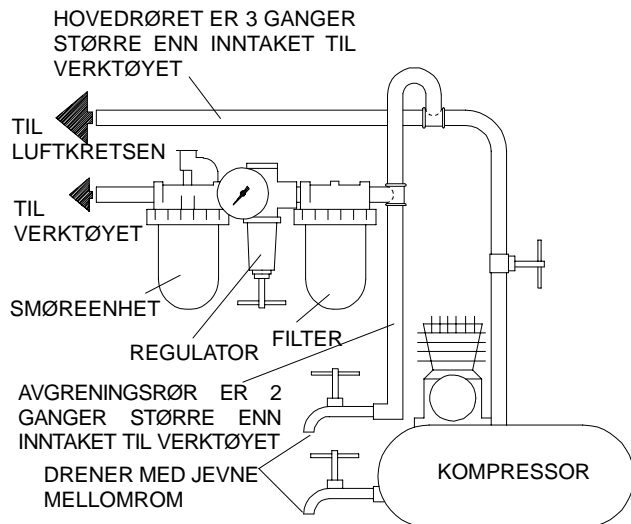 HOVEDRØRET ER 3 GANGER
STØRRE ENN INNTAKET TIL
VERKTØYET
TIL
LUFTKRETSEN
TIL
VERKTØYET
SMØREENHET
REGULATOR
FILTER
AVGRENINGSRØR ER 2
GANGER STØRRE ENN
INNTAKET TIL VERKTØYET
DRENER MED JEVNE
MELLOMROM
KOMPRESSOR